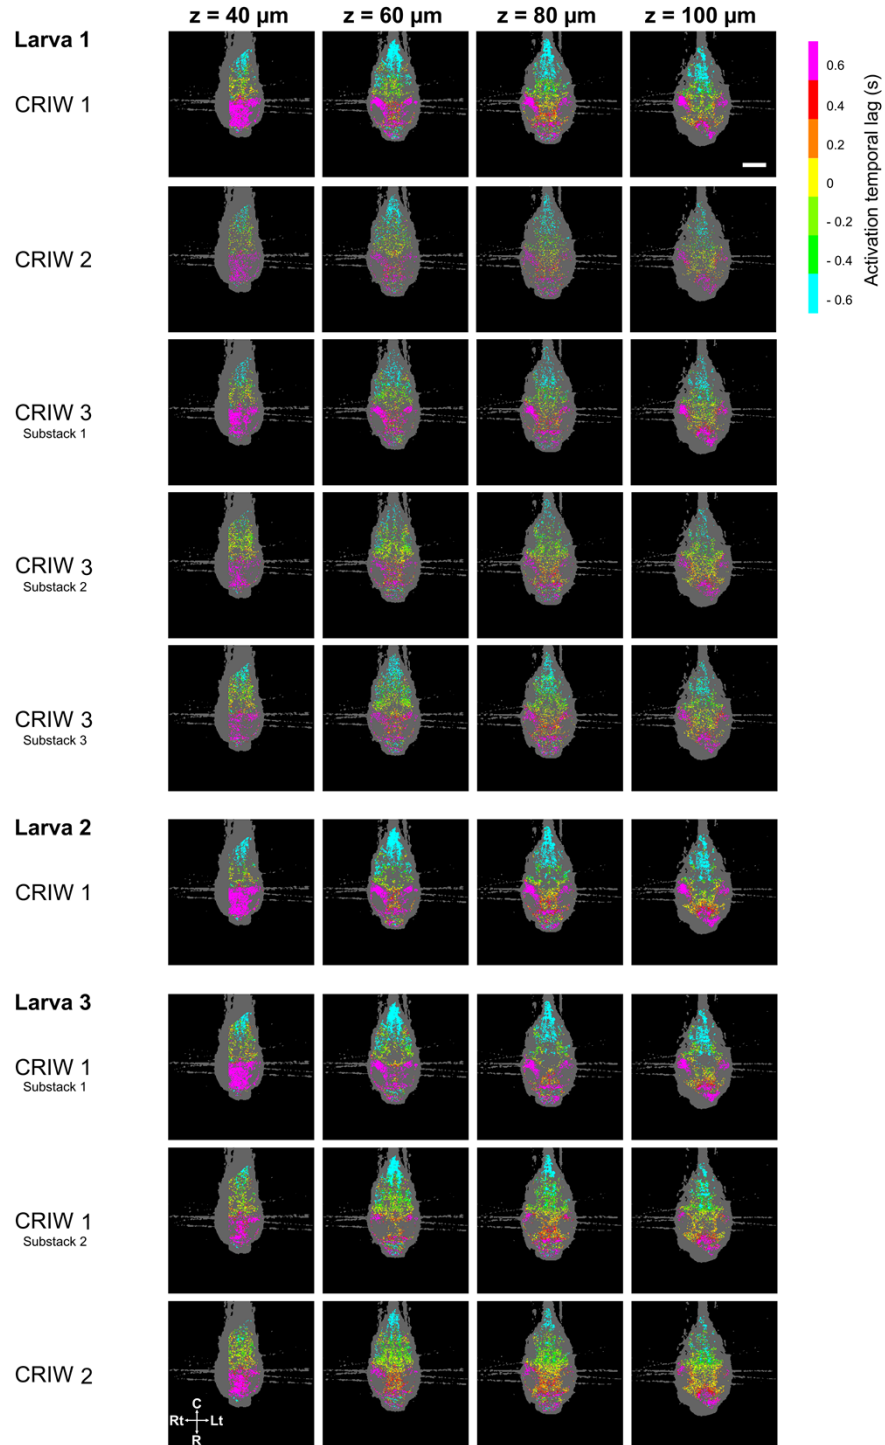 z = 40 µm z = 60 µm z = 80 µm z = 100 µm
Larva 1
CRIW 1
0.6
0.4
0.2
0
- 0.2
- 0.4
- 0.6
Activation temporal lag (s)
CRIW 2
CRIW 3
Substack 1
CRIW 3
Substack 2
CRIW 3
Substack 3
Larva 2
CRIW 1
Larva 3
CRIW 1
Substack 1
CRIW 1
Substack 2
CRIW 2
C
Rt Lt
R